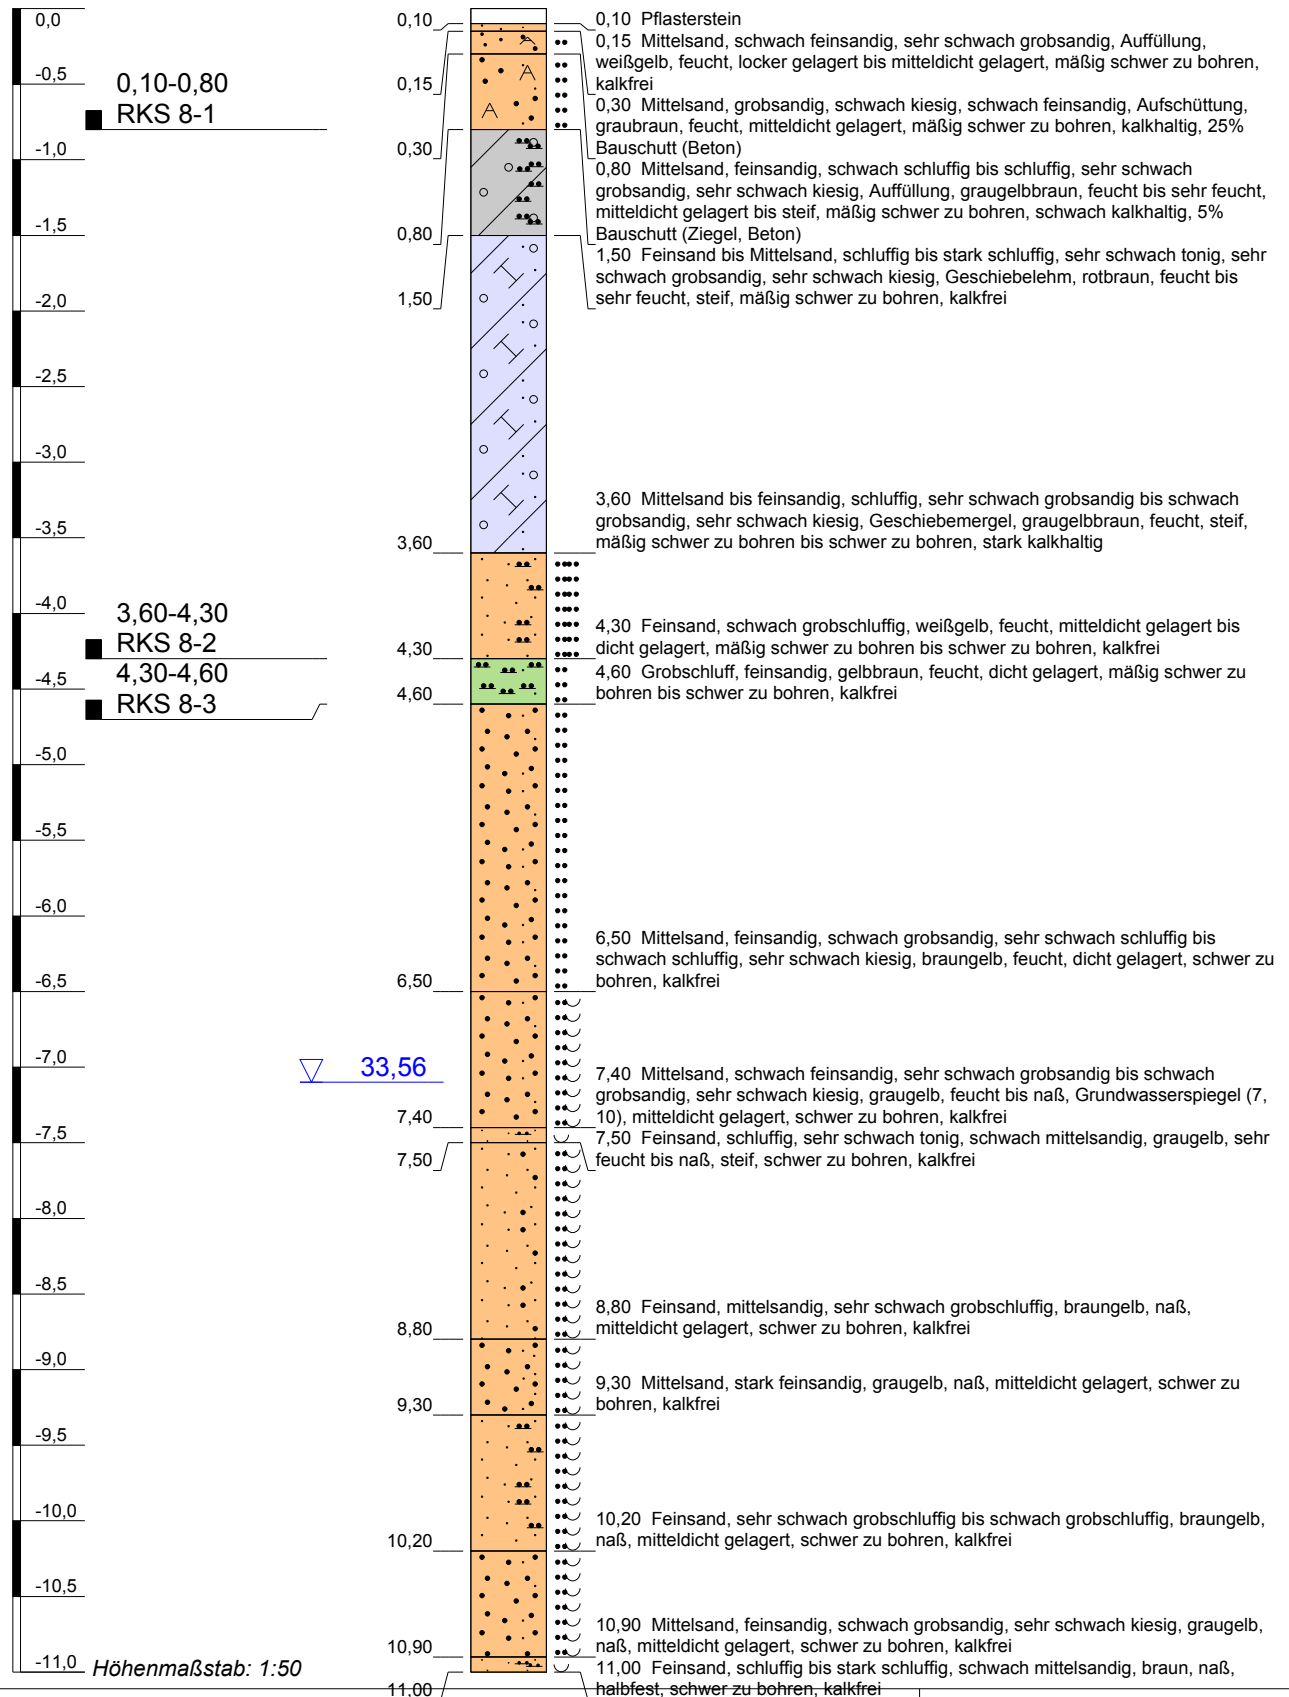 0,0
-0,5
-1,0
-1,5
-2,0
-2,5
-3,0
-3,5
-4,0
-4,5
-5,0
-5,5
-6,0
-6,5
-7,0
-7,5
-8,0
-8,5
-9,0
-9,5
-10,0
-10,5
-11,0
Höhenmaßstab: 1:50
0,10-0,80
RKS 8-1
3,60-4,30
RKS 8-2
4,30-4,60
RKS 8-3
33,56
0,10
0,15
0,30
0,80
1,50
3,60
4,30
4,60
6,50
7,40
7,50
8,80
9,30
10,20
10,90
11,00
A
A
A
0,10 Pflasterstein
0,15 Mittelsand, schwach feinsandig, sehr schwach grobsandig, Auffüllung,
weißgelb, feucht, locker gelagert bis mitteldicht gelagert, mäßig schwer zu bohren,
kalkfrei
0,30 Mittelsand, grobsandig, schwach kiesig, schwach feinsandig, Aufschüttung,
graubraun, feucht, mitteldicht gelagert, mäßig schwer zu bohren, kalkhaltig, 25%
Bauschutt (Beton)
0,80 Mittelsand, feinsandig, schwach schluffig bis schluffig, sehr schwach
grobsandig, sehr schwach kiesig, Auffüllung, graugelbbraun, feucht bis sehr feucht,
mitteldicht gelagert bis steif, mäßig schwer zu bohren, schwach kalkhaltig, 5%
Bauschutt (Ziegel, Beton)
1,50 Feinsand bis Mittelsand, schluffig bis stark schluffig, sehr schwach tonig, sehr
schwach grobsandig, sehr schwach kiesig, Geschiebelehm, rotbraun, feucht bis
sehr feucht, steif, mäßig schwer zu bohren, kalkfrei
3,60 Mittelsand bis feinsandig, schluffig, sehr schwach grobsandig bis schwach
grobsandig, sehr schwach kiesig, Geschiebemergel, graugelbbraun, feucht, steif,
mäßig schwer zu bohren bis schwer zu bohren, stark kalkhaltig
4,30 Feinsand, schwach grobschluffig, weißgelb, feucht, mitteldicht gelagert bis
dicht gelagert, mäßig schwer zu bohren bis schwer zu bohren, kalkfrei
4,60 Grobschluff, feinsandig, gelbbraun, feucht, dicht gelagert, mäßig schwer zu
bohren bis schwer zu bohren, kalkfrei
6,50 Mittelsand, feinsandig, schwach grobsandig, sehr schwach schluffig bis
schwach schluffig, sehr schwach kiesig, braungelb, feucht, dicht gelagert, schwer zu
bohren, kalkfrei
7,40 Mittelsand, schwach feinsandig, sehr schwach grobsandig bis schwach
grobsandig, sehr schwach kiesig, graugelb, feucht bis naß, Grundwasserspiegel (7,
10), mitteldicht gelagert, schwer zu bohren, kalkfrei
7,50 Feinsand, schluffig, sehr schwach tonig, schwach mittelsandig, graugelb, sehr
feucht bis naß, steif, schwer zu bohren, kalkfrei
8,80 Feinsand, mittelsandig, sehr schwach grobschluffig, braungelb, naß,
mitteldicht gelagert, schwer zu bohren, kalkfrei
9,30 Mittelsand, stark feinsandig, graugelb, naß, mitteldicht gelagert, schwer zu
bohren, kalkfrei
10,20 Feinsand, sehr schwach grobschluffig bis schwach grobschluffig, braungelb,
naß, mitteldicht gelagert, schwer zu bohren, kalkfrei
10,90 Mittelsand, feinsandig, schwach grobsandig, sehr schwach kiesig, graugelb,
naß, mitteldicht gelagert, schwer zu bohren, kalkfrei
11,00 Feinsand, schluffig bis stark schluffig, schwach mittelsandig, braun, naß,
halbfest, schwer zu bohren, kalkfrei